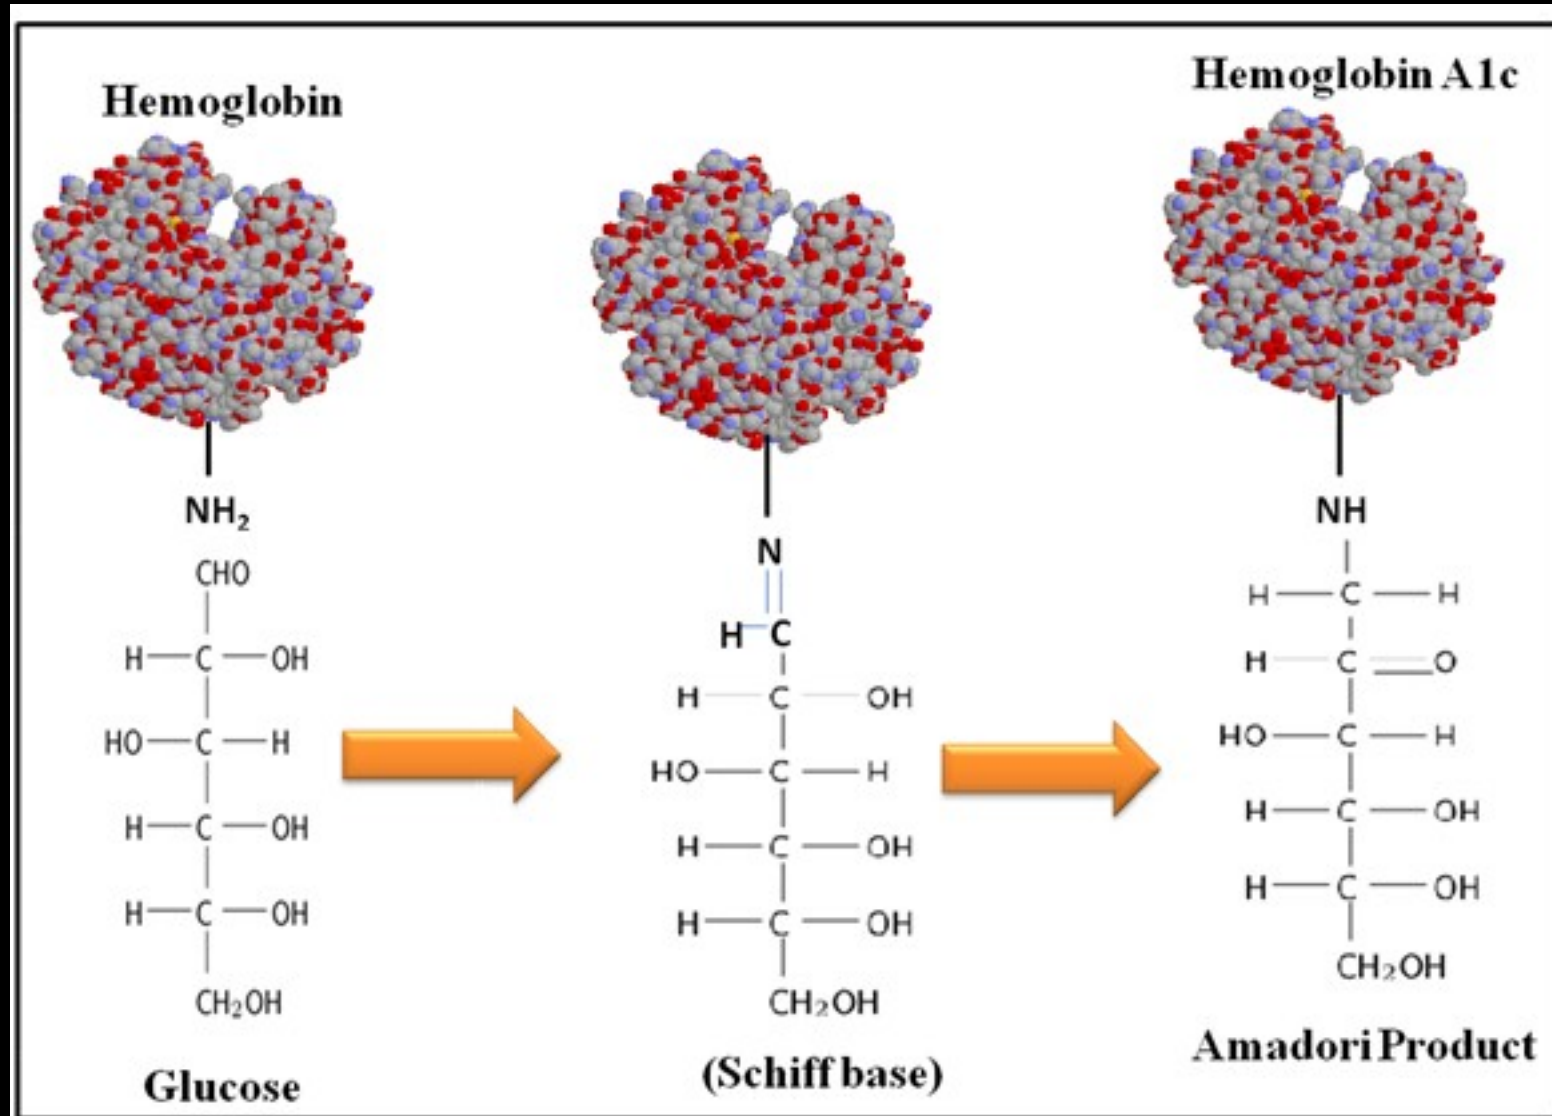 Hemoglobin
NH₂
CHO
H C OH
HO C H
H C OH
H C OH
CH₂OH
Glucose
N
H C
H C OH
HO C H
H C OH
H C OH
CH₂OH
(Schiff base)
Hemoglobin A1c
NH
H C H
H C O
HO C H
H C OH
H C OH
CH₂OH
Amadori Product